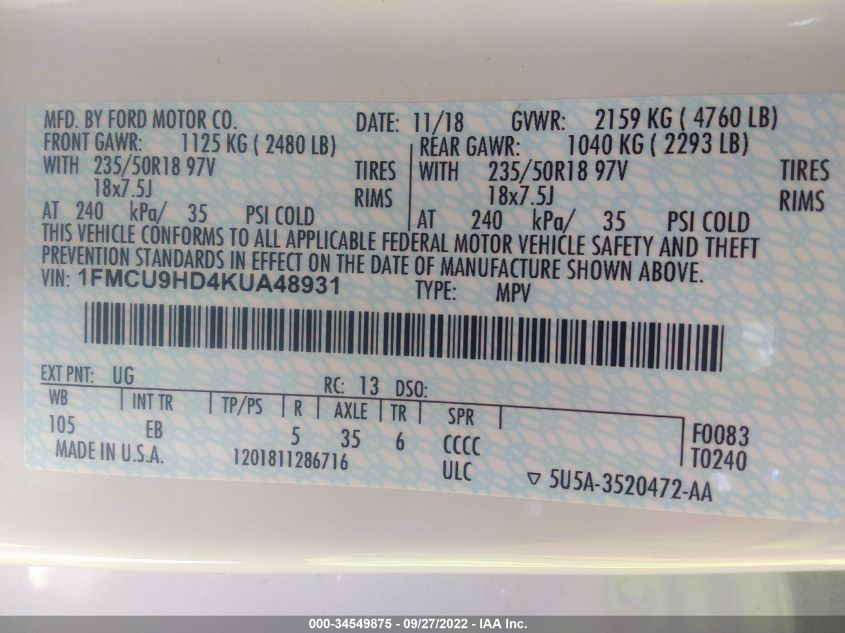 MFD. BY FORD MOTOR CO. DATE: 11/18 GVWR: 2159 KG ( 4760 LB)
FRONT GAWR: 1125 KG ( 2480 LB) REAR GAWR: 1040 KG ( 2293 LB)
WITH 235/50R18 97V TIRES WITH 235/50R18 97V TIRES
18x7.5J RIMS 18x7.5J RIMS
AT 240 kPa/ 35 PSI COLD AT 240 kPa/ 35 PSI COLD
THIS VEHICLE CONFORMS TO ALL APPLICABLE FEDERAL MOTOR VEHICLE SAFETY AND THEFT
PREVENTION STANDARDS IN EFFECT ON THE DATE OF MANUFACTURE SHOWN ABOVE.
VIN: 1FMCU9HD4KUA48931 TYPE: MPV
EXT PNT: UG RC: 13 DSO:
WB INT TR TP/PS R AXLE TR SPR
105 EB 5 35 6 CCCC F0083
MADE IN U.S.A. 1201811286716 ULC T0240
▽ 5U5A-3520472-AA
000-34549875 - 09/27/2022 - IAA Inc.